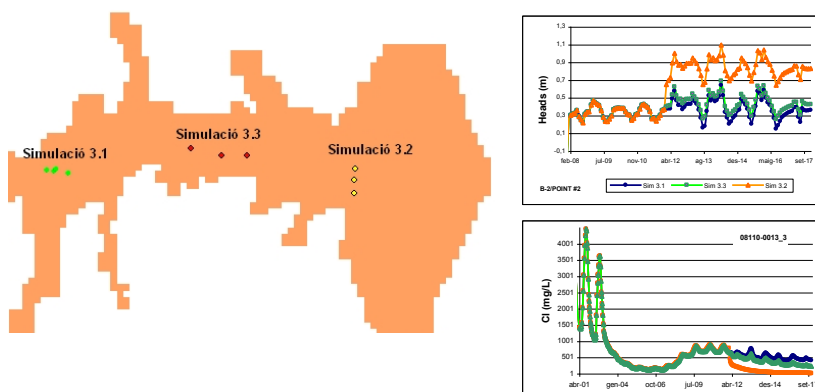 Simulació 3.1
Simulació 3.3
Simulació 3.2
1,3
1,1
0,9
0,7
0,5
0,3
0,1
-0,1
Heads (m)
feb-08 jul-09 nov-10 abr-12 ag-13 des-14 maig-16 set-17
B-2/POINT #2
Sim 3.1 Sim 3.3 Sim 3.2
08110-0013_3
4001
3501
3001
2501
2001
1501
1001
501
1
Cl (mg/L)
abr-01 gen-04 oct-06 jul-09 abr-12 des-14 set-1